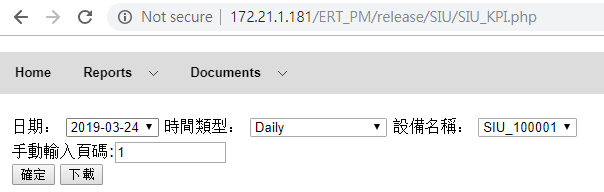 Not secure | 172.21.1.181/ERT_PM/release/SIU/SIU_KPI.php
Home Reports Documents
日期： 2019-03-24 時間類型： Daily 設備名稱： SIU_100001
手動輸入頁碼:1
確定 下載